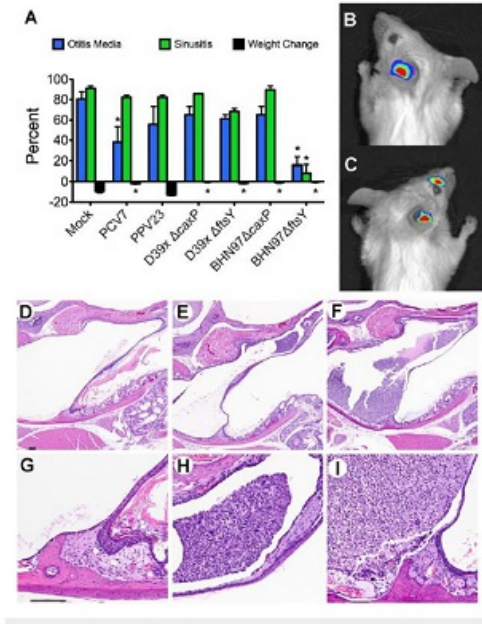 A
Otitis Media
Sinusitis
Weight Change
Percent
100
80
60
40
20
0
-20
*
*
*
*
*
*
*
*
*
Mock
PCv7
PPV23
D39x ΔcaxP
D39x ΔftsY
BHN97ΔcaxP
BHN97ΔftsY
B
C
D
E
F
G
H
I